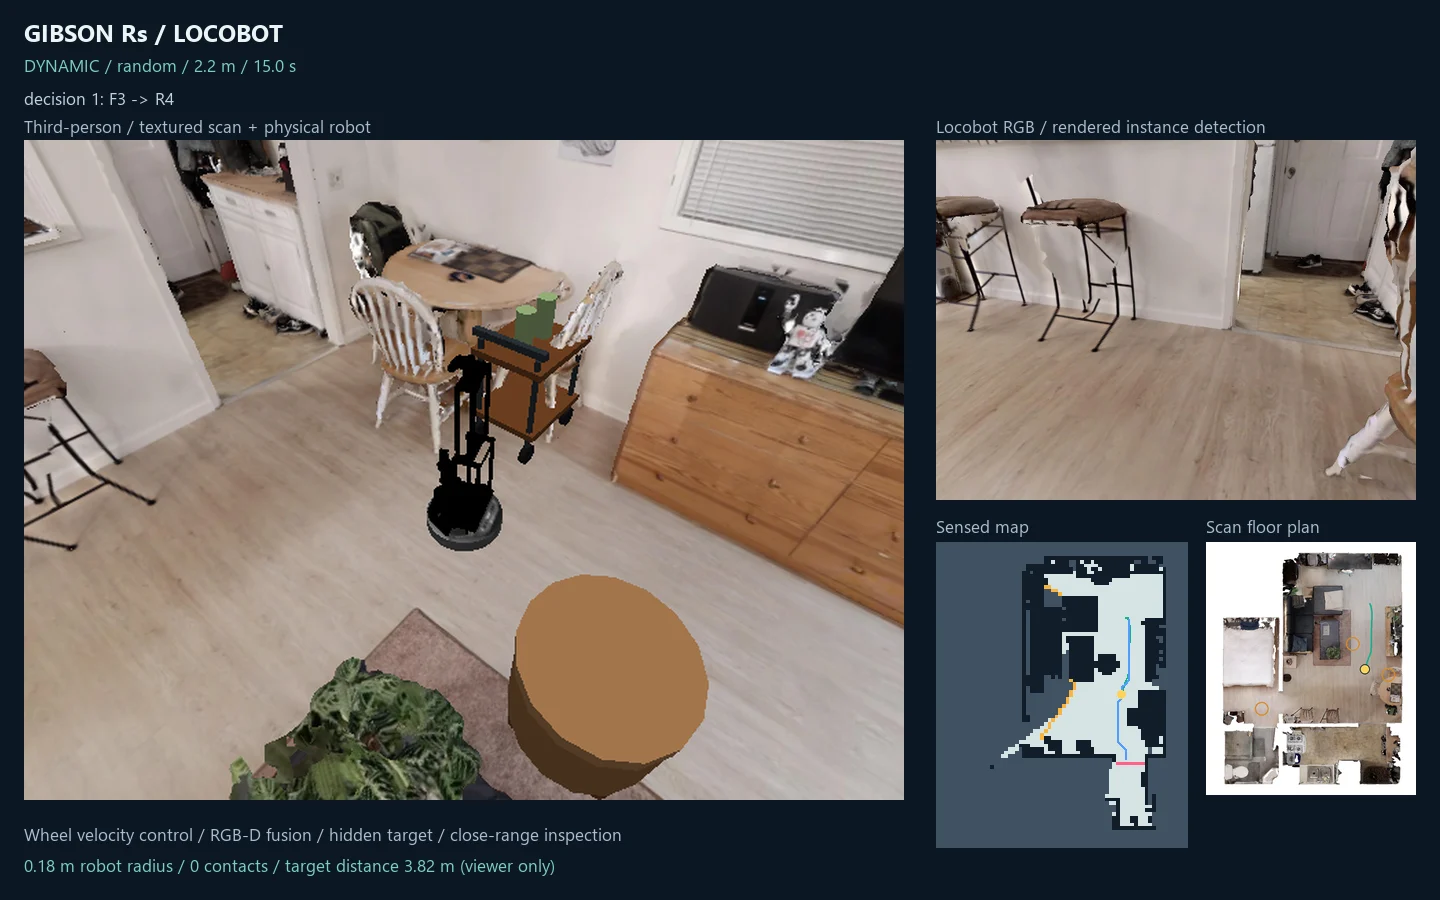 GIBSON Rs / LOCOBOT
DYNAMIC / random / 2.2 m / 15.0 s
decision 1: F3 -> R4
Third-person / textured scan + physical robot
Locobot RGB / rendered instance detection
Sensed map
Scan floor plan
Wheel velocity control / RGB-D fusion / hidden target / close-range inspection
0.18 m robot radius / 0 contacts / target distance 3.82 m (viewer only)